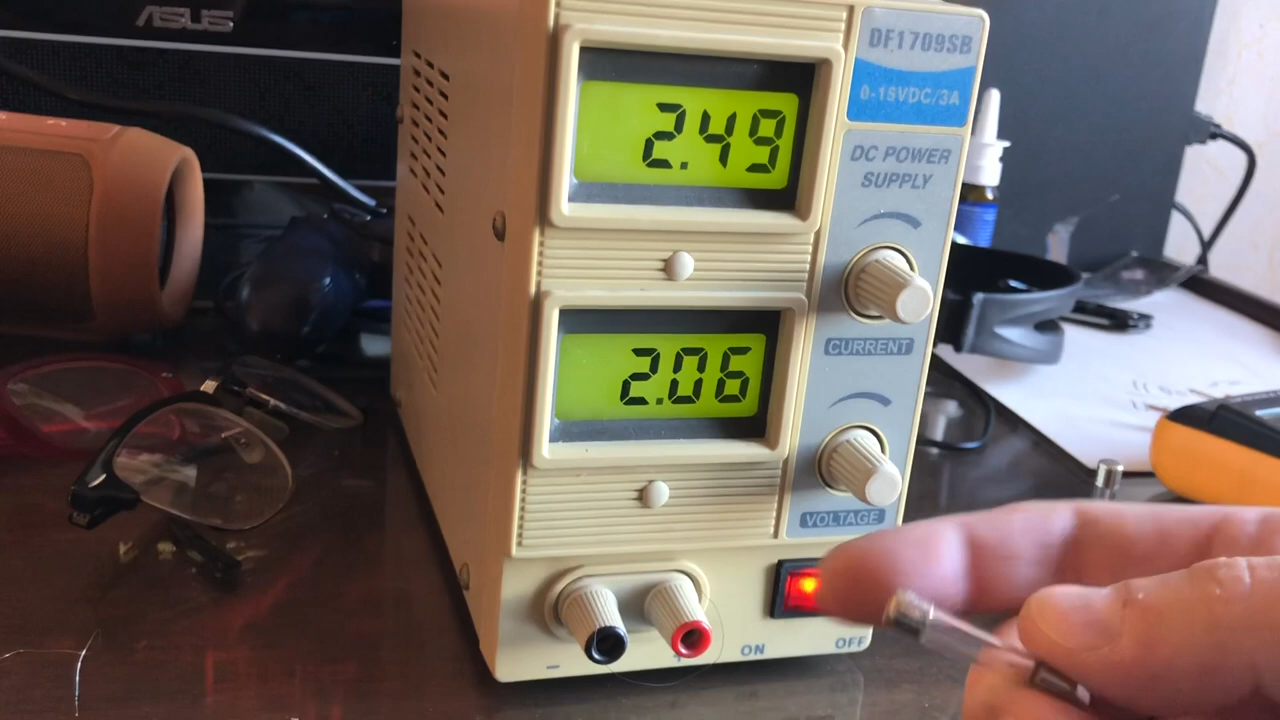 ASUS
DF1709SB
0-15VDC/3A
2.49
DC POWER
SUPPLY
CURRENT
2.06
VOLTAGE
- +
ON
OFF